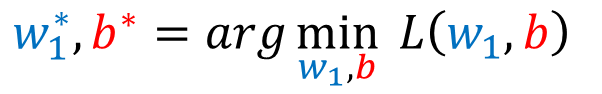 w₁*, b* = arg min L(w₁, b)
w₁,b